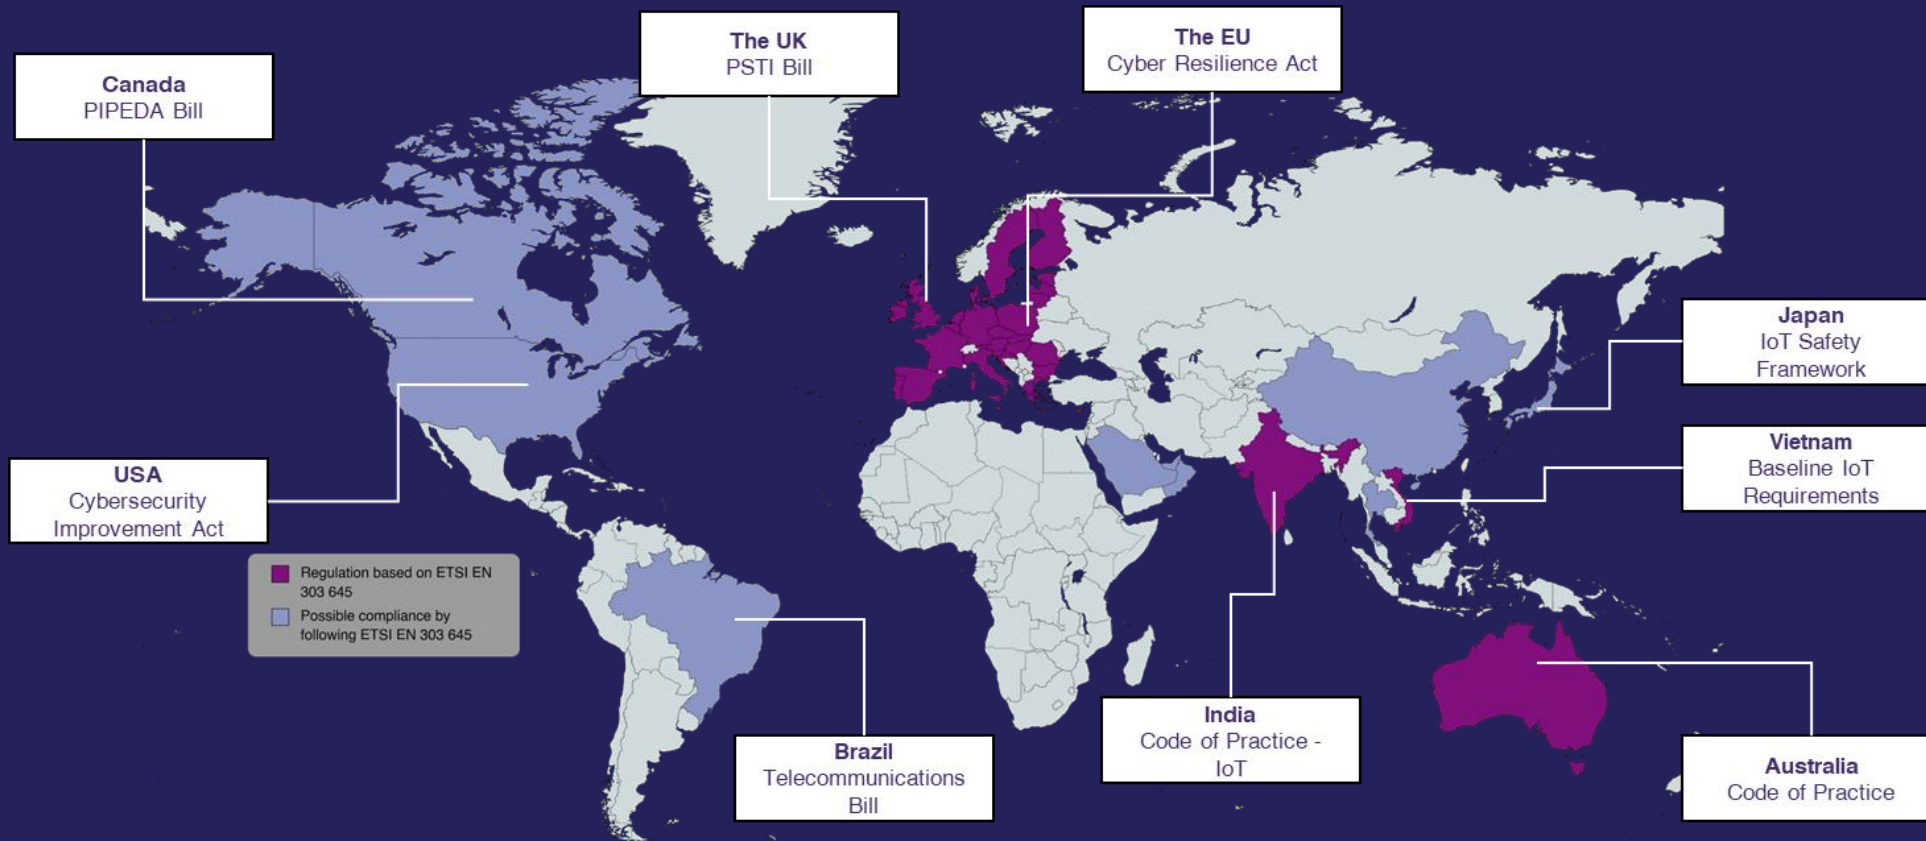 The UK
PSTI Bill
The EU
Cyber Resilience Act
Canada
PIPEDA Bill
Japan
IoT Safety
Framework
Vietnam
Baseline IoT
Requirements
USA
Cybersecurity
Improvement Act
Regulation based on ETSI EN
303 645
Possible compliance by
following ETSI EN 303 645
India
Code of Practice -
IoT
Brazil
Telecommunications
Bill
Australia
Code of Practice